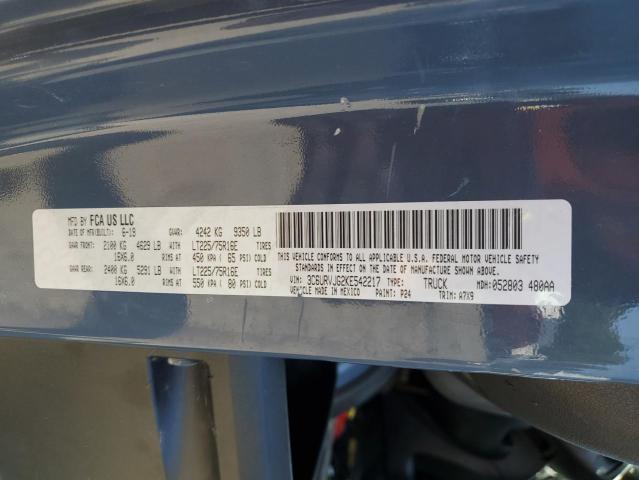 MFD BY FCA US LLC
DATE OF MFR(BUILT): 6-19 GVWR: 4242 KG 9350 LB
GAWR FRONT: 2100 KG 4629 LB WITH LT225/75R16E TIRES
16X6.0 RIMS AT 450 KPA ( 65 PSI) COLD
GAWR REAR: 2400 KG 5291 LB WITH LT225/75R16E TIRES
16X6.0 RIMS AT 550 KPA ( 80 PSI) COLD
THIS VEHICLE CONFORMS TO ALL APPLICABLE U.S.A. FEDERAL MOTOR VEHICLE SAFETY
STANDARDS IN EFFECT ON THE DATE OF MANUFACTURE SHOWN ABOVE.
VIN: 3C6URVJG2KE542217 TYPE: TRUCK MDH: 052803 480AA
VEHICLE MADE IN MEXICO PAINT: P24 TRIM: A7X9